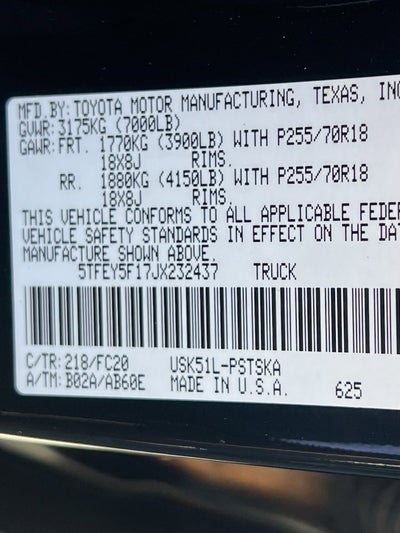 MFD.BY: TOYOTA MOTOR MANUFACTURING, TEXAS, INC
GVWR: 3175KG (7000LB)
GAWR: FRT. 1770KG (3900LB) WITH P255/70R18
18X8J RIMS.
RR. 1880KG (4150LB) WITH P255/70R18
18X8J RIMS.
THIS VEHICLE CONFORMS TO ALL APPLICABLE FEDER
VEHICLE SAFETY STANDARDS IN EFFECT ON THE DAT
MANUFACTURE SHOWN ABOVE.
5TFEY5F17JX232437 TRUCK
C/TR: 218/FC20 USK51L-PSTSKA
A/TM: B02A/AB60E MADE IN U.S.A. 625